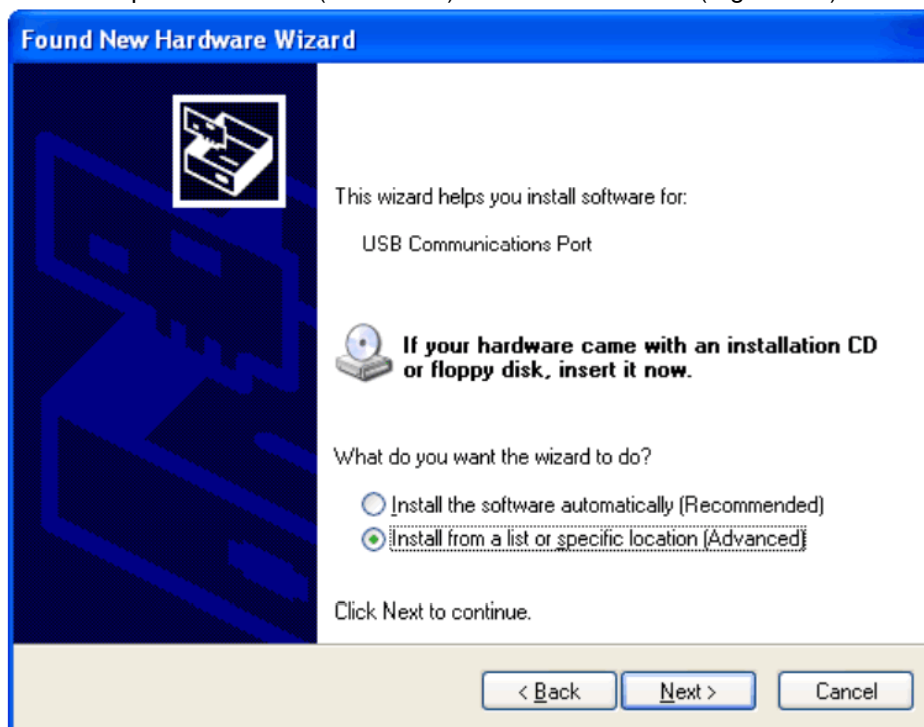 Found New Hardware Wizard
This wizard helps you install software for:
USB Communications Port
If your hardware came with an installation CD
or floppy disk, insert it now.
What do you want the wizard to do?
Install the software automatically (Recommended)
Install from a list or specific location (Advanced)
Click Next to continue.
< Back
Next >
Cancel